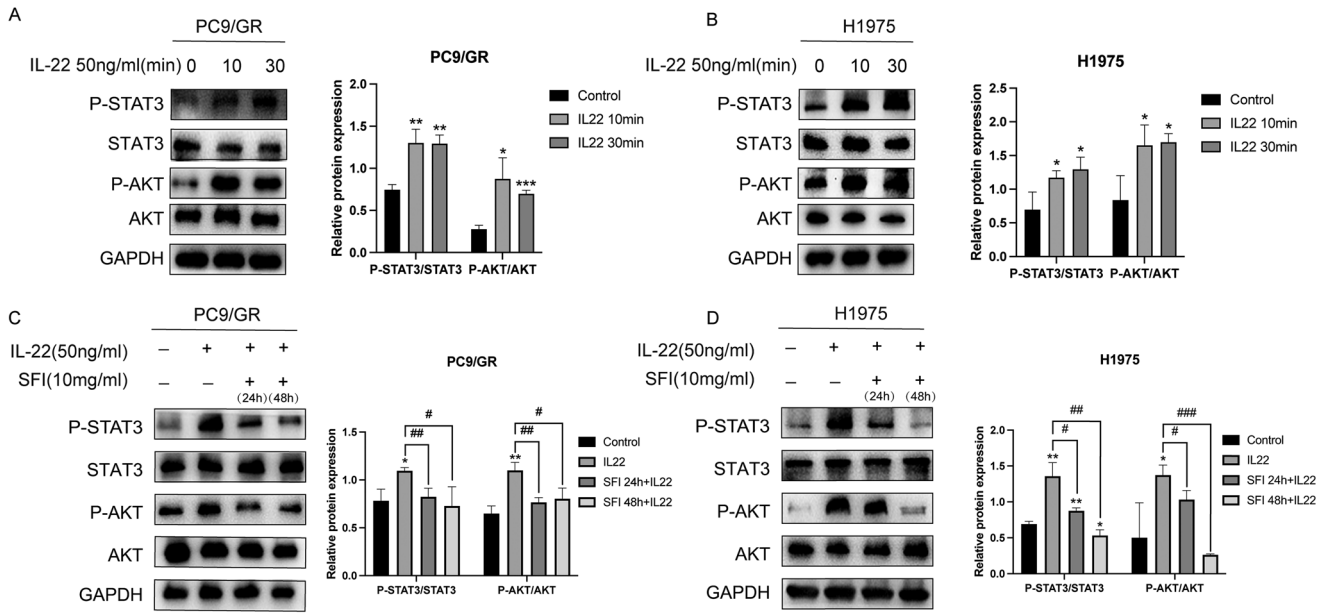 A
PC9/GR
IL-22 50ng/ml(min) 0 10 30
P-STAT3
STAT3
P-AKT
AKT
GAPDH
PC9/GR
Relative protein expression
2.0
1.5
1.0
0.5
0.0
** ** * ***
P-STAT3/STAT3 P-AKT/AKT
Control
IL22 10min
IL22 30min
B
H1975
IL-22 50ng/ml(min) 0 10 30
P-STAT3
STAT3
P-AKT
AKT
GAPDH
H1975
Relative protein expression
2.5
2.0
1.5
1.0
0.5
0.0
* * * *
P-STAT3/STAT3 P-AKT/AKT
Control
IL22 10min
IL22 30min
C
PC9/GR
IL-22(50ng/ml) – + + +
SFI(10mg/ml) – – + +
(24h) (48h)
P-STAT3
STAT3
P-AKT
AKT
GAPDH
PC9/GR
Relative protein expression
1.5
1.0
0.5
0.0
# #
## ##
* **
P-STAT3/STAT3 P-AKT/AKT
Control
IL22
SFI 24h+IL22
SFI 48h+IL22
D
H1975
IL-22(50ng/ml) – + + +
SFI(10mg/ml) – – + +
(24h) (48h)
P-STAT3
STAT3
P-AKT
AKT
GAPDH
H1975
Relative protein expression
2.0
1.5
1.0
0.5
0.0
## ###
# #
** ** * *
P-STAT3/STAT3 P-AKT/AKT
Control
IL22
SFI 24h+IL22
SFI 48h+IL22